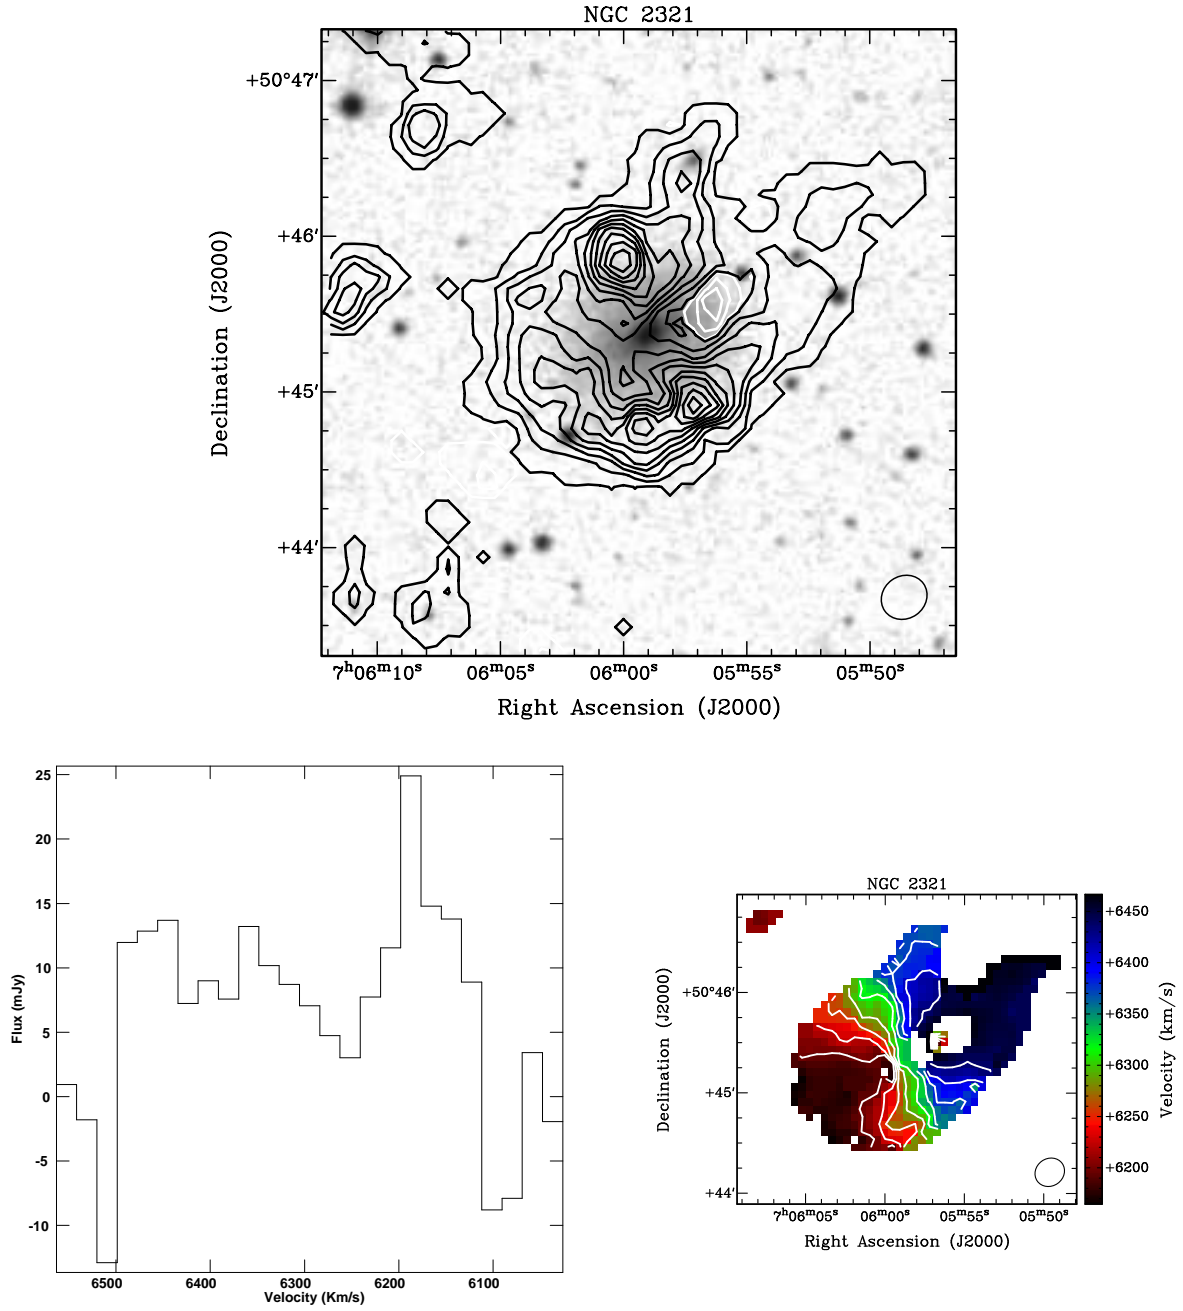 NGC 2321
+50°47′
+46′
+45′
+44′
Declination (J2000)
7h06m10s 06m05s 06m00s 05m55s 05m50s
Right Ascension (J2000)
25
20
15
10
5
0
-5
-10
Flux (mJy)
6500 6400 6300 6200 6100
Velocity (Km/s)
NGC 2321
+50°46′
+45′
+44′
Declination (J2000)
7h06m05s 06m00s 05m55s 05m50s
Right Ascension (J2000)
+6450
+6400
+6350
+6300
+6250
+6200
Velocity (km/s)